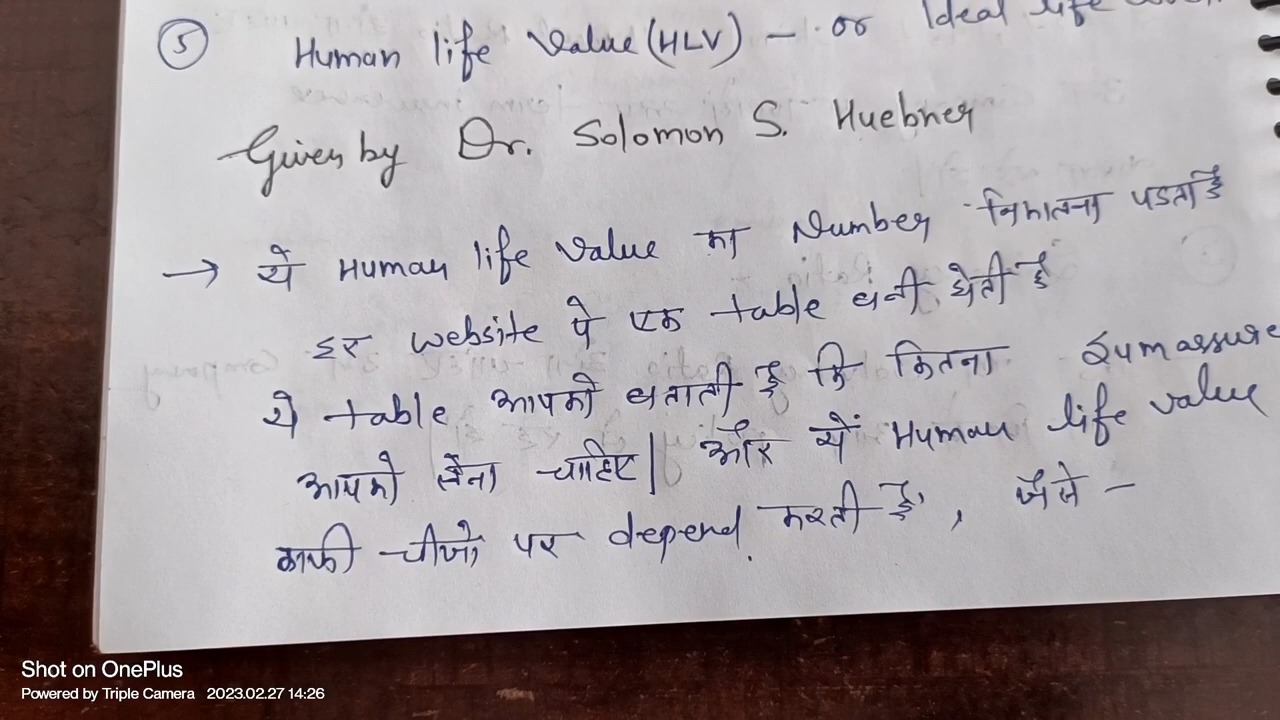 5 Human life Value (HLV) - or Ideal life
Given by Dr. Solomon S. Huebner
→ ये Human life Value का Number निकालना पडता है
हर website पे एक table बनी होती है
ये table आपको बताती है कि कितना Sum assure
आपको लेना चाहिए| और ये Human life value
काफी चीजो पर depend करती है, जैसे -
Shot on OnePlus
Powered by Triple Camera 2023.02.27 14:26